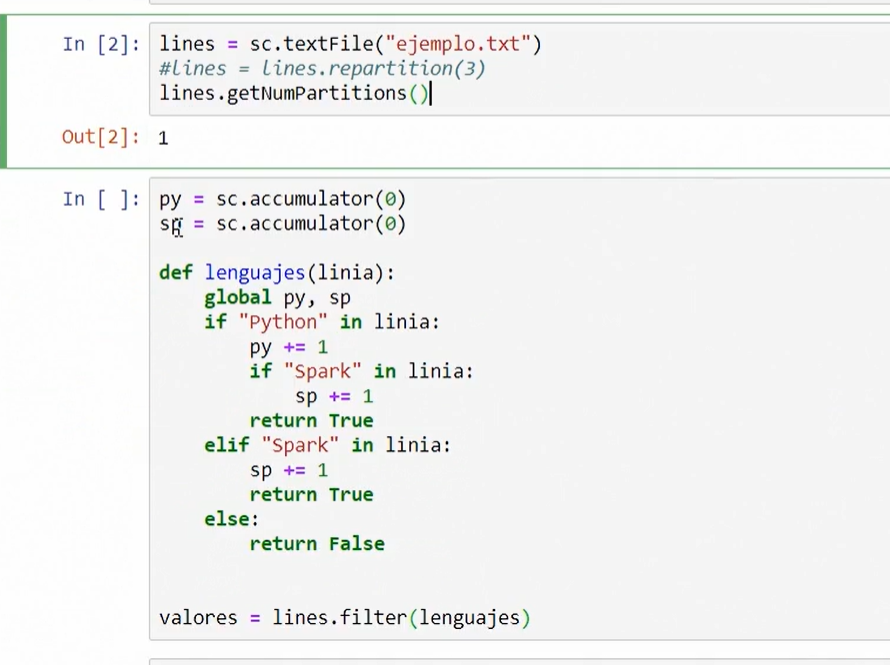 In [2]: lines = sc.textFile("ejemplo.txt")
#lines = lines.repartition(3)
lines.getNumPartitions()
Out[2]: 1
In [ ]: py = sc.accumulator(0)
sp = sc.accumulator(0)
def lenguajes(linia):
    global py, sp
    if "Python" in linia:
        py += 1
        if "Spark" in linia:
            sp += 1
        return True
    elif "Spark" in linia:
        sp += 1
        return True
    else:
        return False
valores = lines.filter(lenguajes)